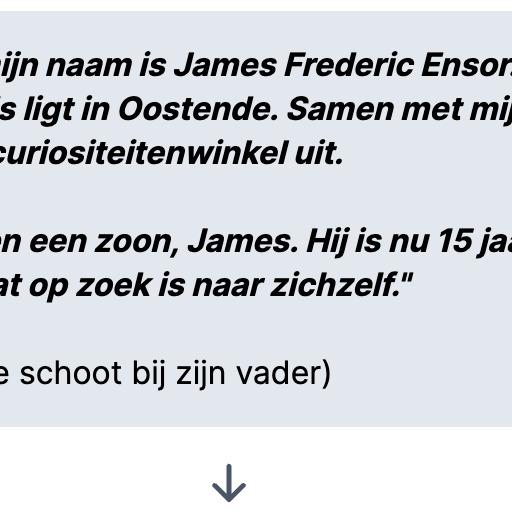 ijn naam is James Frederic Ensor.
s ligt in Oostende. Samen met mij
curiositeitenwinkel uit.
en een zoon, James. Hij is nu 15 jaa
at op zoek is naar zichzelf."
e schoot bij zijn vader)